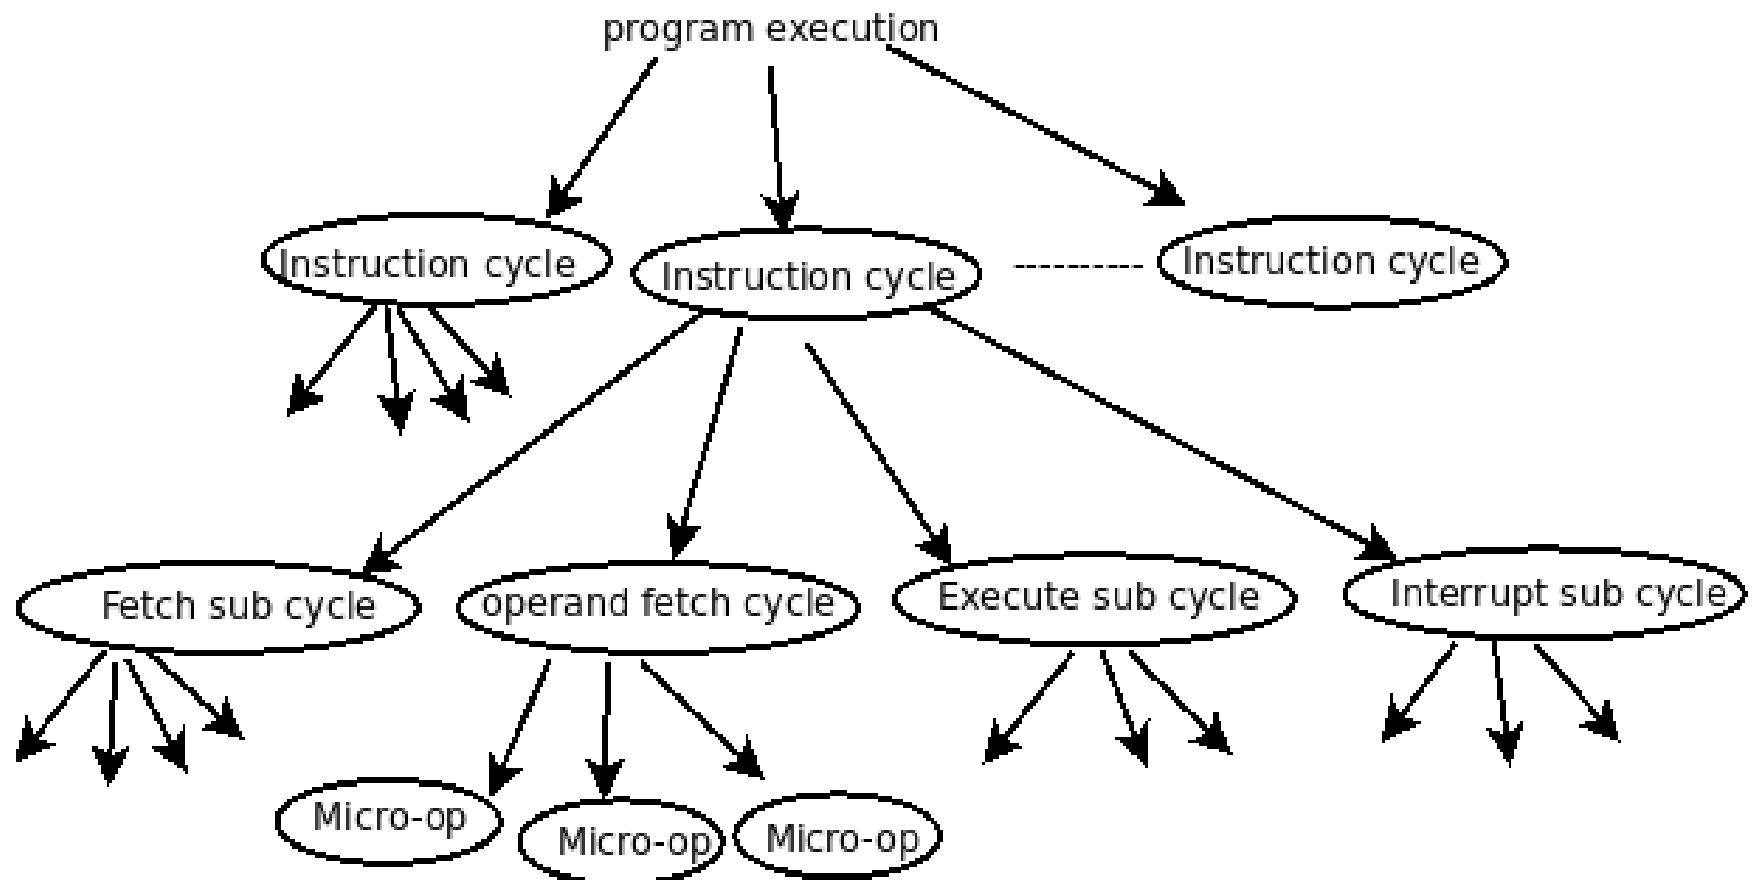 program execution
Instruction cycle
Instruction cycle
Instruction cycle
Fetch sub cycle
operand fetch cycle
Execute sub cycle
Interrupt sub cycle
Micro-op
Micro-op
Micro-op